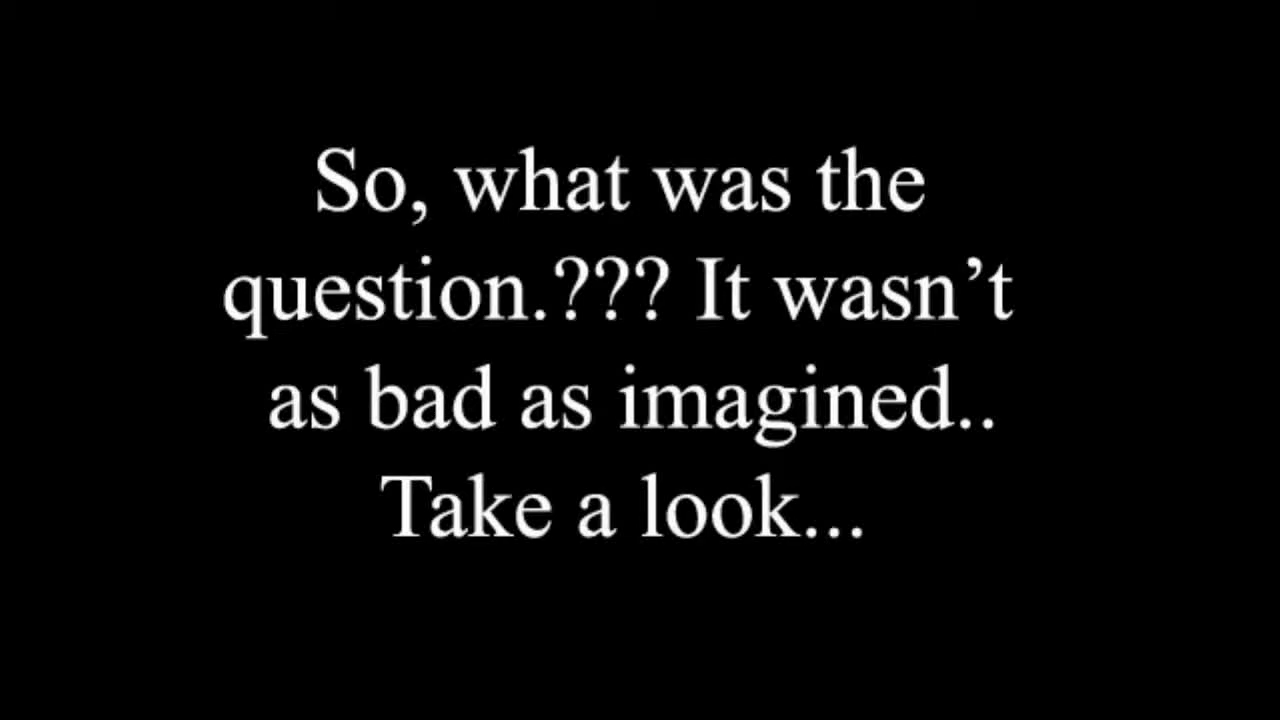 So, what was the
question.??? It wasn’t
as bad as imagined..
Take a look...